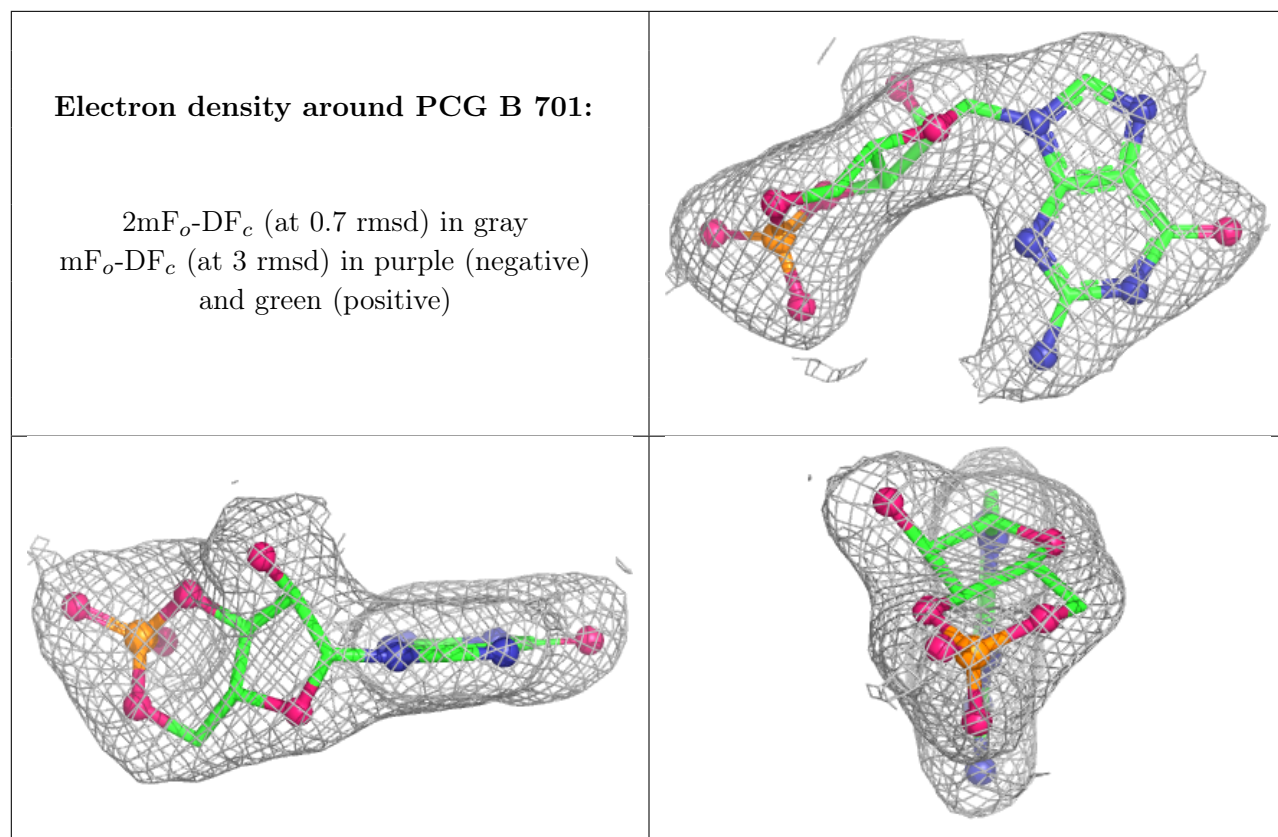 Electron density around PCG B 701:
2mFo-DFc (at 0.7 rmsd) in gray
mFo-DFc (at 3 rmsd) in purple (negative)
and green (positive)